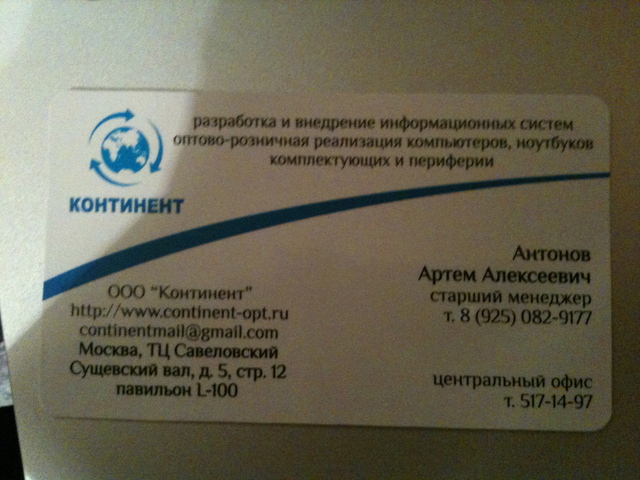 разработка и внедрение информационных систем
оптово-розничная реализация компьютеров, ноутбуков
комплектующих и периферии
КОНТИНЕНТ
Антонов
Артем Алексеевич
старший менеджер
т. 8 (925) 082-9177
ООО "Континент"
http://www.continent-opt.ru
continentmail@gmail.com
Москва, ТЦ Савеловский
Сущевский вал, д. 5, стр. 12
павильон L-100
центральный офис
т. 517-14-97